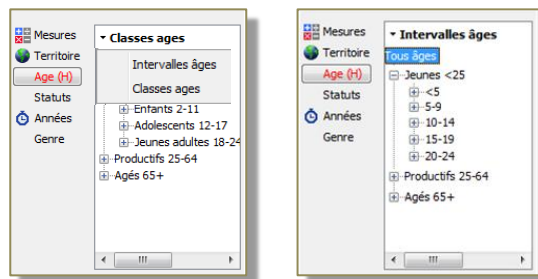 Mesures
Territoire
Age (H)
Statuts
Années
Genre
Classes ages
Intervalles âges
Classes ages
Enfants 2-11
Adolescents 12-17
Jeunes adultes 18-24
Productifs 25-64
Agés 65+
Mesures
Territoire
Age (H)
Statuts
Années
Genre
Intervalles âges
Tous âges
Jeunes <25
<5
5-9
10-14
15-19
20-24
Productifs 25-64
Agés 65+